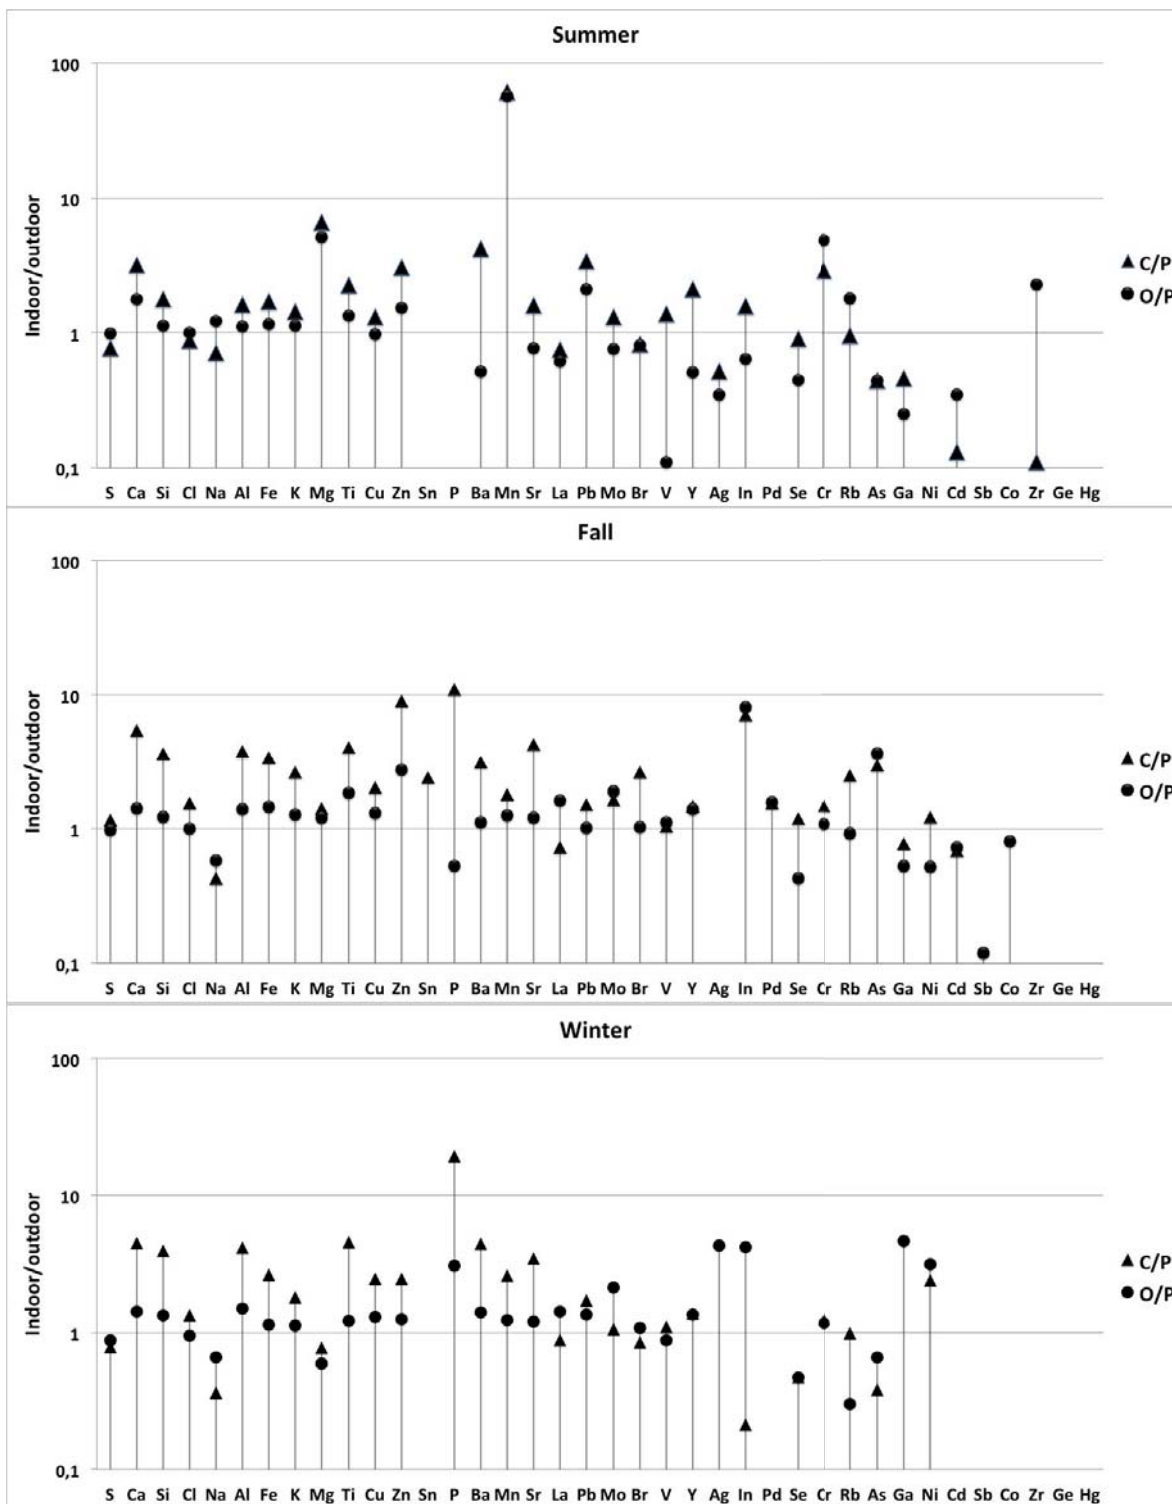 Summer
100
10
1
0,1
Indoor/outdoor
C/P
O/P
S Ca Si Cl Na Al Fe K Mg Ti Cu Zn Sn P Ba Mn Sr La Pb Mo Br V Y Ag In Pd Se Cr Rb As Ga Ni Cd Sb Co Zr Ge Hg
Fall
100
10
1
0,1
Indoor/outdoor
C/P
O/P
S Ca Si Cl Na Al Fe K Mg Ti Cu Zn Sn P Ba Mn Sr La Pb Mo Br V Y Ag In Pd Se Cr Rb As Ga Ni Cd Sb Co Zr Ge Hg
Winter
100
10
1
0,1
Indoor/outdoor
C/P
O/P
S Ca Si Cl Na Al Fe K Mg Ti Cu Zn Sn P Ba Mn Sr La Pb Mo Br V Y Ag In Pd Se Cr Rb As Ga Ni Cd Sb Co Zr Ge Hg